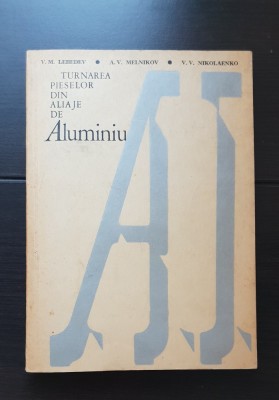 V. M. LEBEDEV • A. V. MELNIKOV • V. V. NIKOLAENKO
TURNAREA
PIESELOR
DIN
ALIAJE
DE
Aluminiu
Al